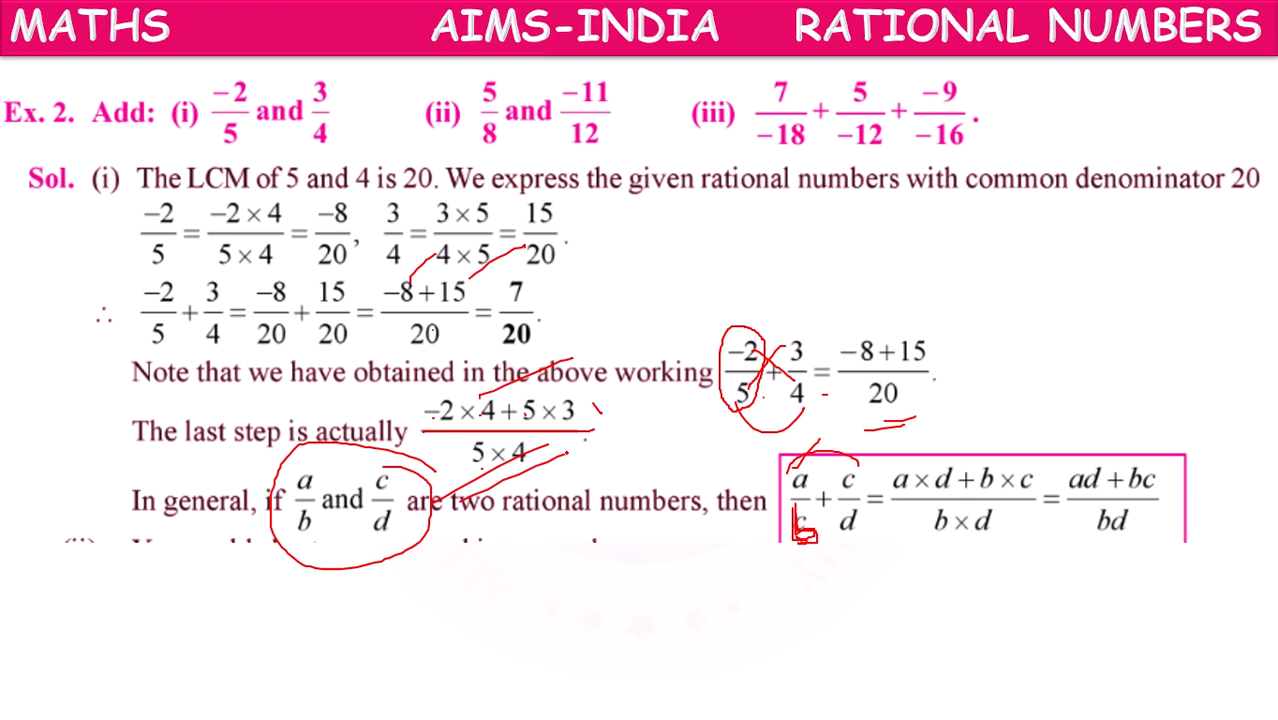 MATHS AIMS-INDIA RATIONAL NUMBERS
Ex. 2. Add: (i) -2/5 and 3/4 (ii) 5/8 and -11/12 (iii) 7/-18 + 5/-12 + -9/-16.
Sol. (i) The LCM of 5 and 4 is 20. We express the given rational numbers with common denominator 20
-2/5 = -2 × 4/5 × 4 = -8/20, 3/4 = 3 × 5/4 × 5 = 15/20.
∴ -2/5 + 3/4 = -8/20 + 15/20 = -8 + 15/20 = 7/20.
Note that we have obtained in the above working -2/5 + 3/4 = -8 + 15/20.
The last step is actually -2 × 4 + 5 × 3/5 × 4.
In general, if a/b and c/d are two rational numbers, then a/b + c/d = a × d + b × c/b × d = ad + bc/bd